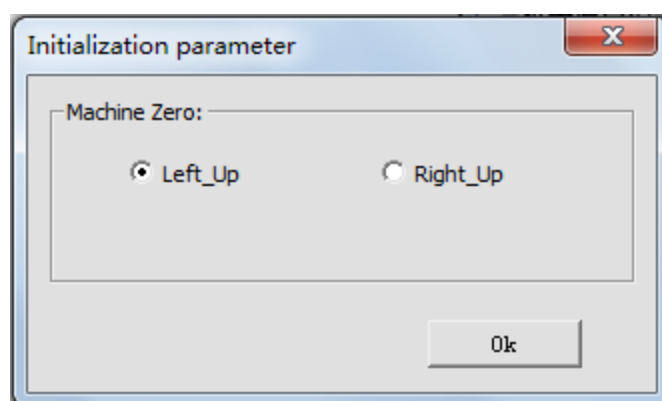 Initialization parameter
Machine Zero:
Left_Up Right_Up
Ok